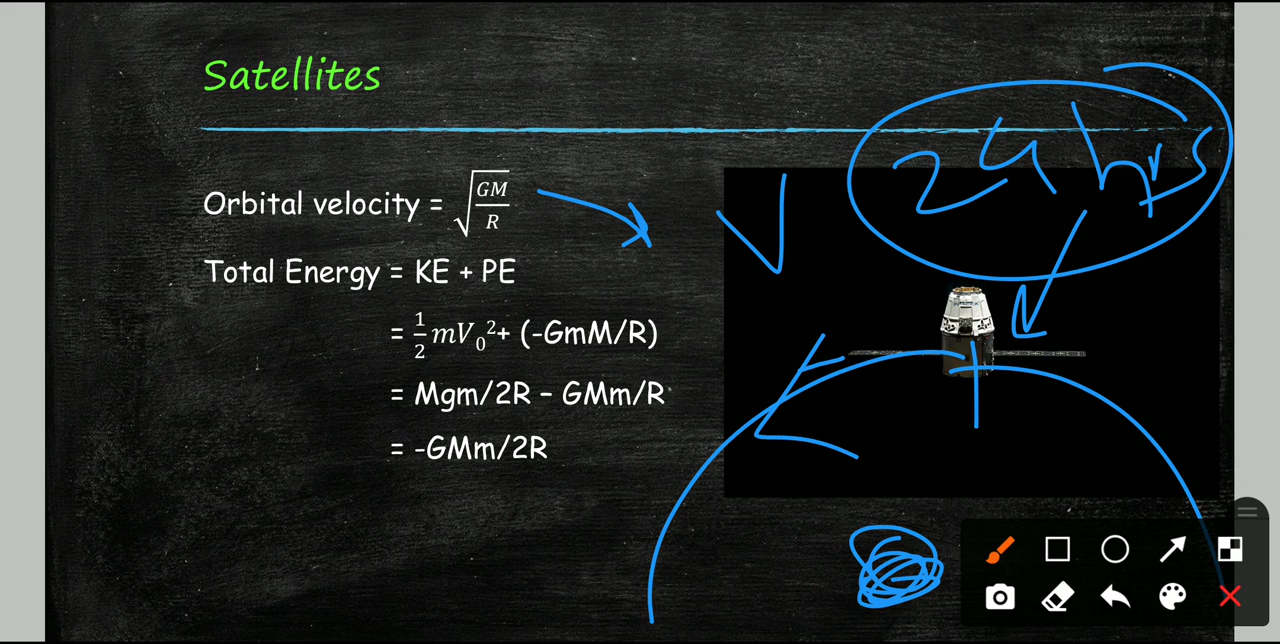 Satellites
24 hrs
Orbital velocity = √(GM/R)
V
Total Energy = KE + PE
= ½mV₀²+ (-GmM/R)
= Mgm/2R – GMm/R
= -GMm/2R